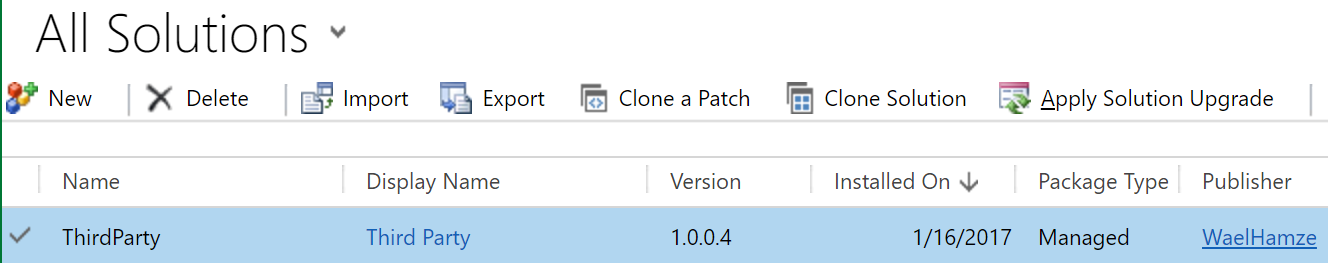 All Solutions
New Delete Import Export Clone a Patch Clone Solution Apply Solution Upgrade
Name Display Name Version Installed On Package Type Publisher
ThirdParty Third Party 1.0.0.4 1/16/2017 Managed WaelHamze